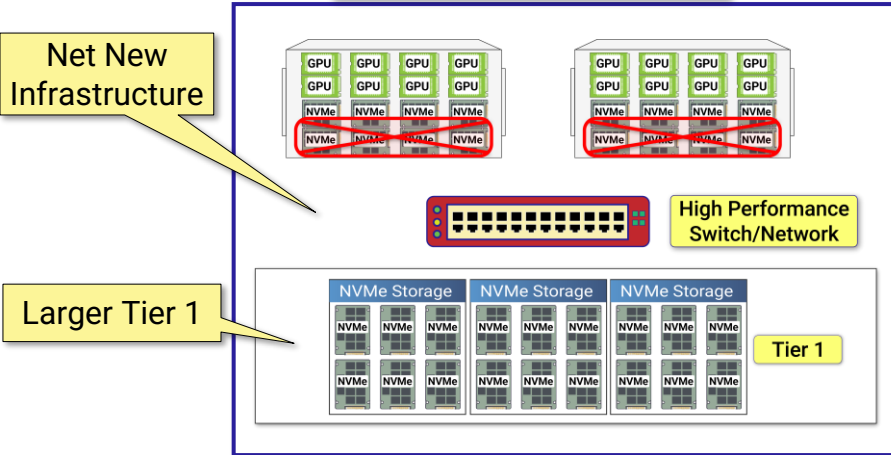 Net New
Infrastructure
GPU GPU GPU GPU
GPU GPU GPU GPU
NVMe NVMe NVMe NVMe
NVMe NVMe NVMe NVMe
GPU GPU GPU GPU
GPU GPU GPU GPU
NVMe NVMe NVMe NVMe
NVMe NVMe NVMe NVMe
High Performance
Switch/Network
Larger Tier 1
NVMe Storage NVMe Storage NVMe Storage
NVMe NVMe NVMe NVMe NVMe NVMe NVMe NVMe NVMe
NVMe NVMe NVMe NVMe NVMe NVMe NVMe NVMe NVMe
Tier 1